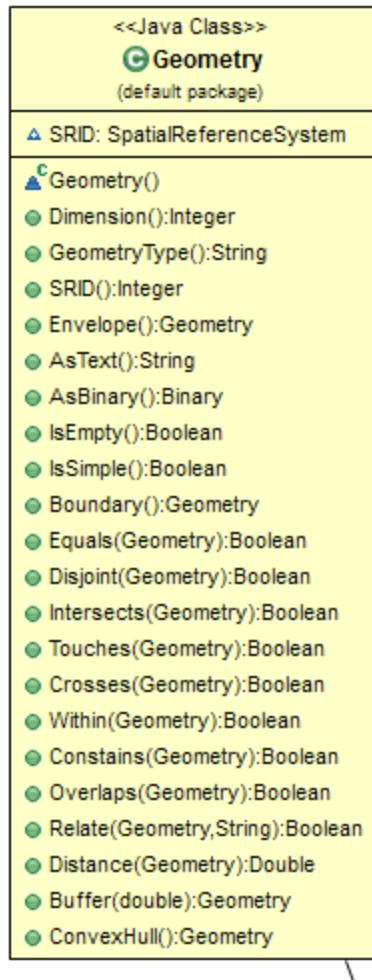 <<Java Class>>
C Geometry
(default package)
SRID: SpatialReferenceSystem
C Geometry()
Dimension():Integer
GeometryType():String
SRID():Integer
Envelope():Geometry
AsText():String
AsBinary():Binary
IsEmpty():Boolean
IsSimple():Boolean
Boundary():Geometry
Equals(Geometry):Boolean
Disjoint(Geometry):Boolean
Intersects(Geometry):Boolean
Touches(Geometry):Boolean
Crosses(Geometry):Boolean
Within(Geometry):Boolean
Constains(Geometry):Boolean
Overlaps(Geometry):Boolean
Relate(Geometry,String):Boolean
Distance(Geometry):Double
Buffer(double):Geometry
ConvexHull():Geometry